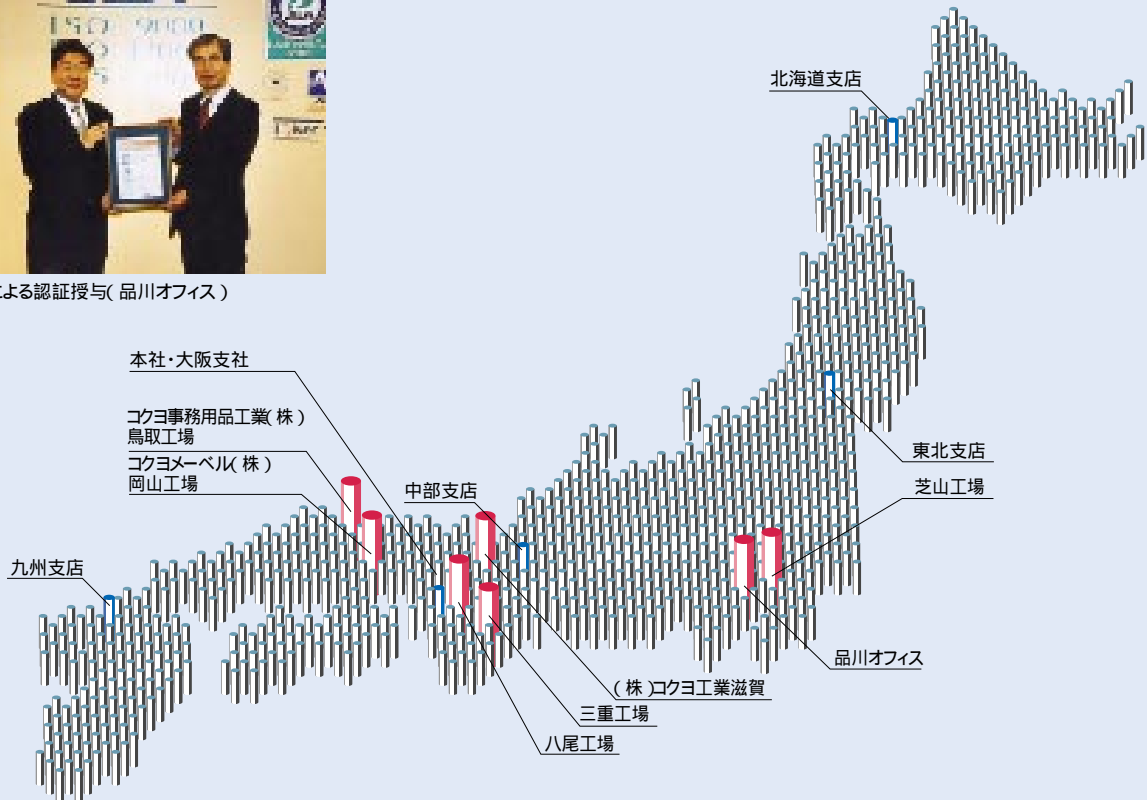 ISO 9000
による認証授与( 品川オフィス )
北海道支店
本社・大阪支社
コクヨ事務用品工業( 株 )
鳥取工場
コクヨメーベル( 株 )
岡山工場
中部支店
東北支店
芝山工場
九州支店
品川オフィス
( 株 )コクヨ工業滋賀
三重工場
八尾工場